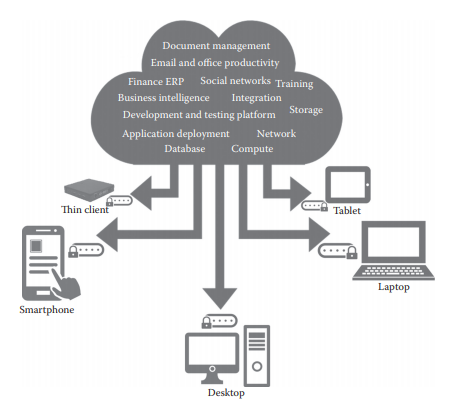 Document management
Email and office productivity
Finance ERP Social networks Training
Business intelligence Integration
Storage
Development and testing platform
Application deployment Network
Database Compute
Thin client
Tablet
Laptop
Smartphone
Desktop